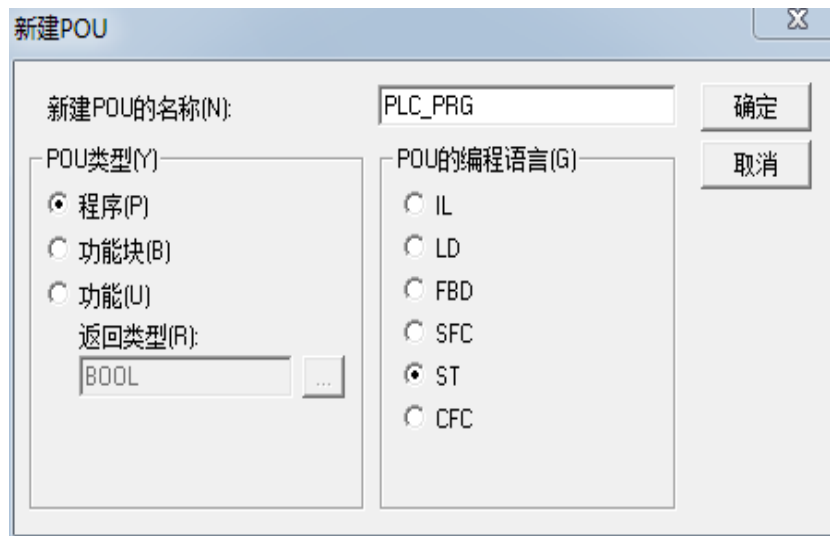 新建POU
新建POU的名称(N):
PLC_PRG
确定
取消
POU类型(Y)
程序(P)
功能块(B)
功能(U)
返回类型(R):
BOOL
...
POU的编程语言(G)
IL
LD
FBD
SFC
ST
CFC